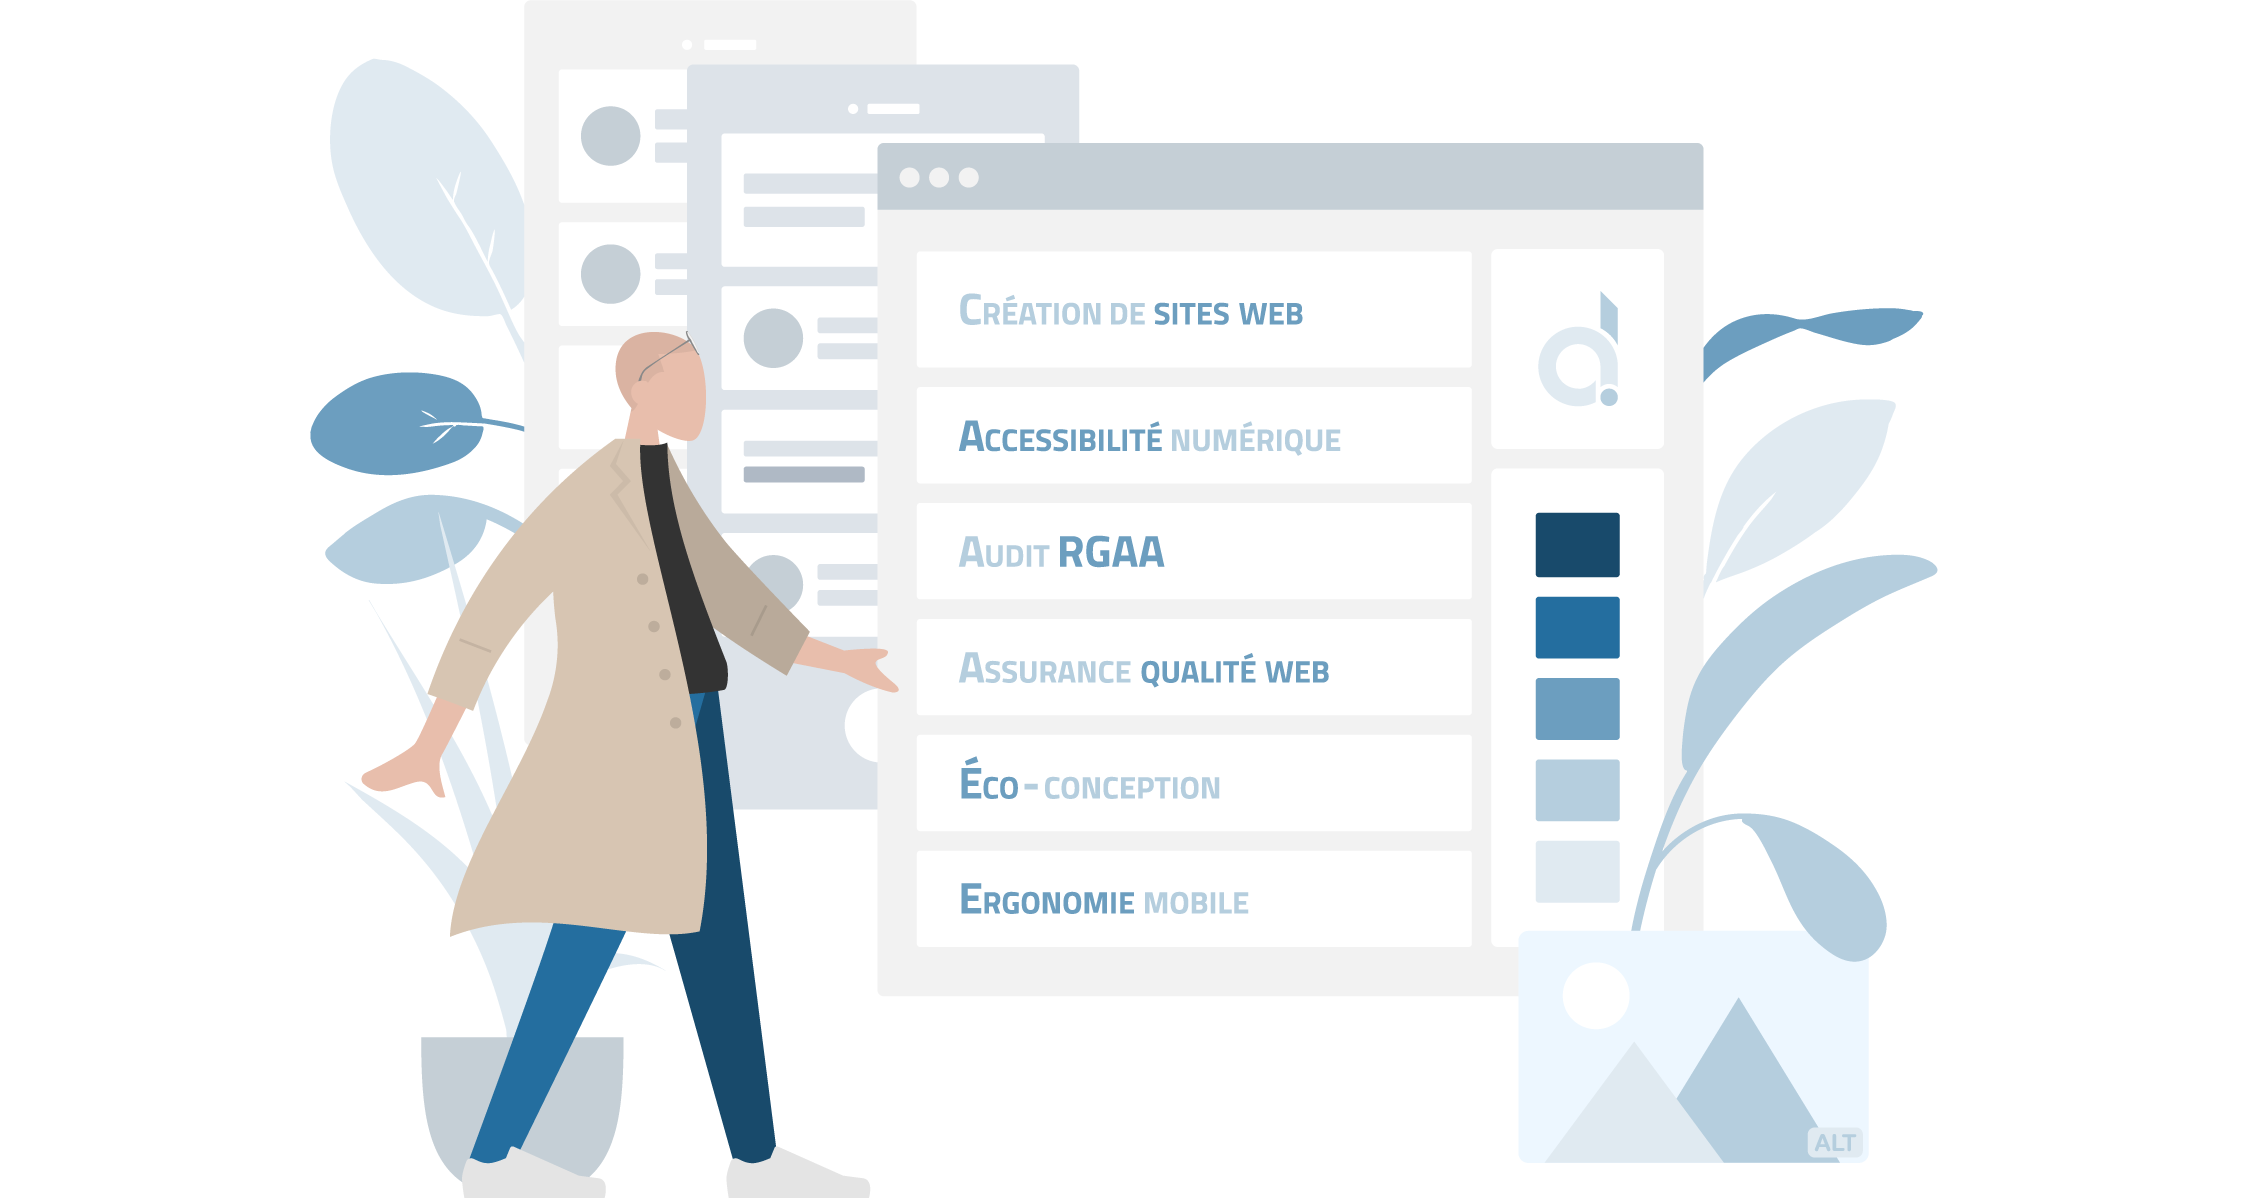 Création de sites web
Accessibilité numérique
Audit RGAA
Assurance qualité web
Éco-conception
Ergonomie mobile
ALT